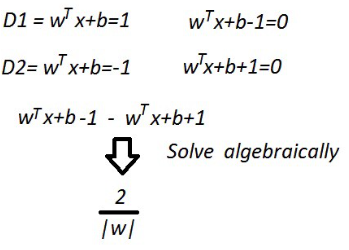 D1 = wᵀx+b=1 wᵀx+b-1=0
D2= wᵀx+b=-1 wᵀx+b+1=0
wᵀx+b-1 - wᵀx+b+1
Solve algebraically
2
|w|